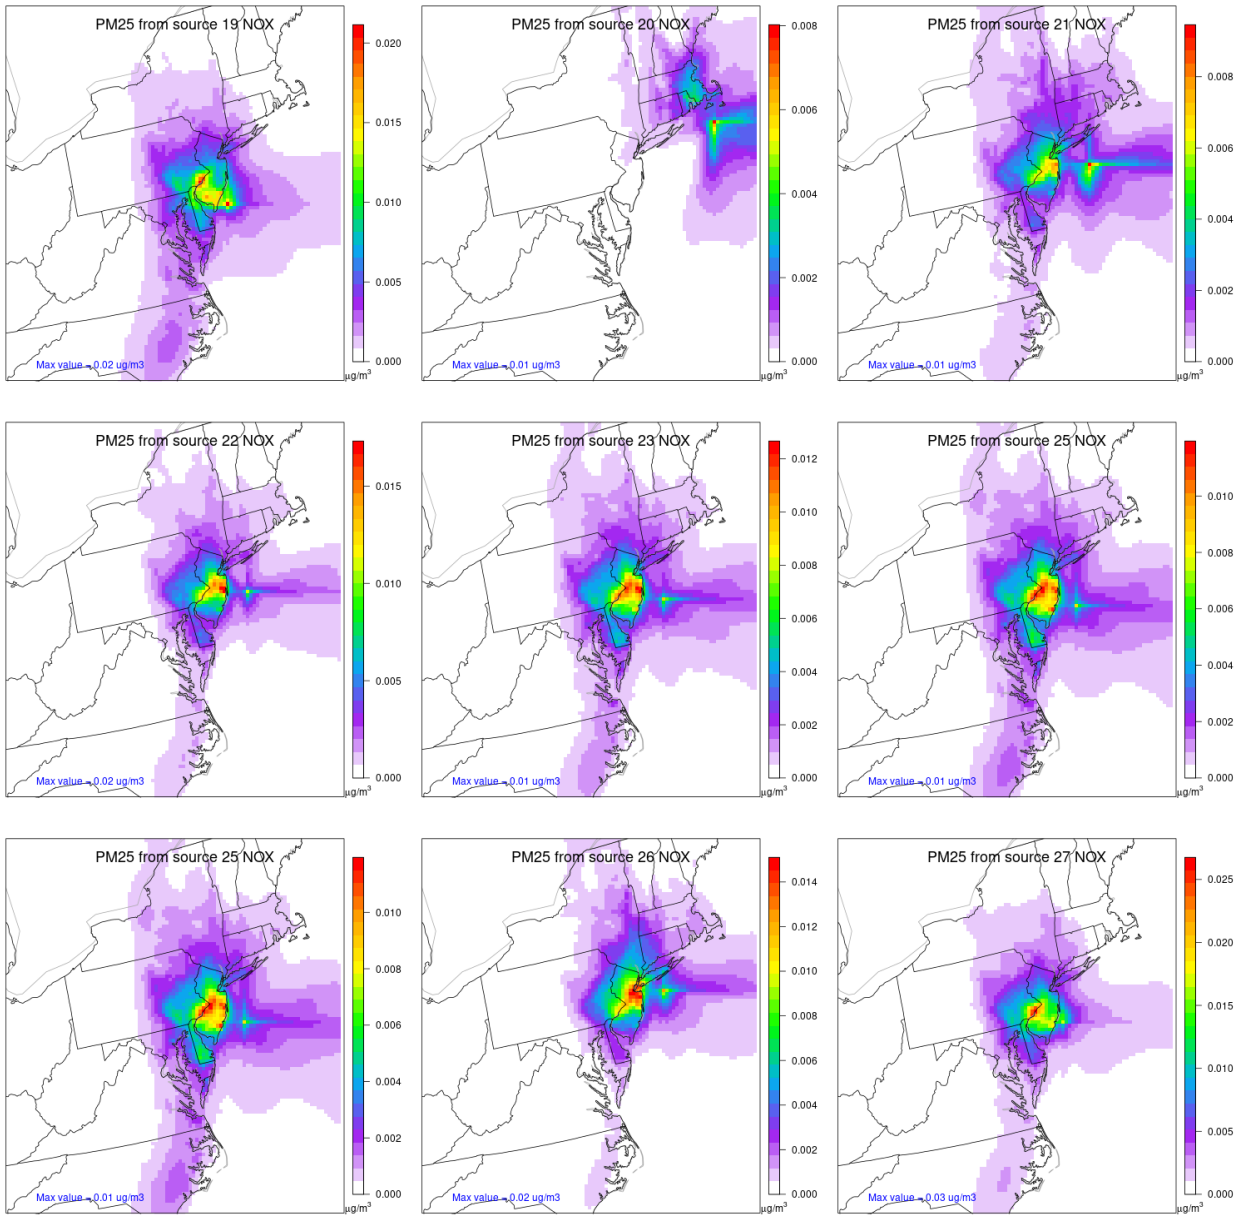 PM25 from source 19 NOX
0.020
0.015
0.010
0.005
0.000
µg/m3
Max value = 0.02 ug/m3
PM25 from source 20 NOX
0.008
0.006
0.004
0.002
0.000
µg/m3
Max value = 0.01 ug/m3
PM25 from source 21 NOX
0.008
0.006
0.004
0.002
0.000
µg/m3
Max value = 0.01 ug/m3
PM25 from source 22 NOX
0.015
0.010
0.005
0.000
µg/m3
Max value = 0.02 ug/m3
PM25 from source 23 NOX
0.012
0.010
0.008
0.006
0.004
0.002
0.000
µg/m3
Max value = 0.01 ug/m3
PM25 from source 25 NOX
0.010
0.008
0.006
0.004
0.002
0.000
µg/m3
Max value = 0.01 ug/m3
PM25 from source 25 NOX
0.010
0.008
0.006
0.004
0.002
0.000
µg/m3
Max value = 0.01 ug/m3
PM25 from source 26 NOX
0.014
0.012
0.010
0.008
0.006
0.004
0.002
0.000
µg/m3
Max value = 0.02 ug/m3
PM25 from source 27 NOX
0.025
0.020
0.015
0.010
0.005
0.000
µg/m3
Max value = 0.03 ug/m3